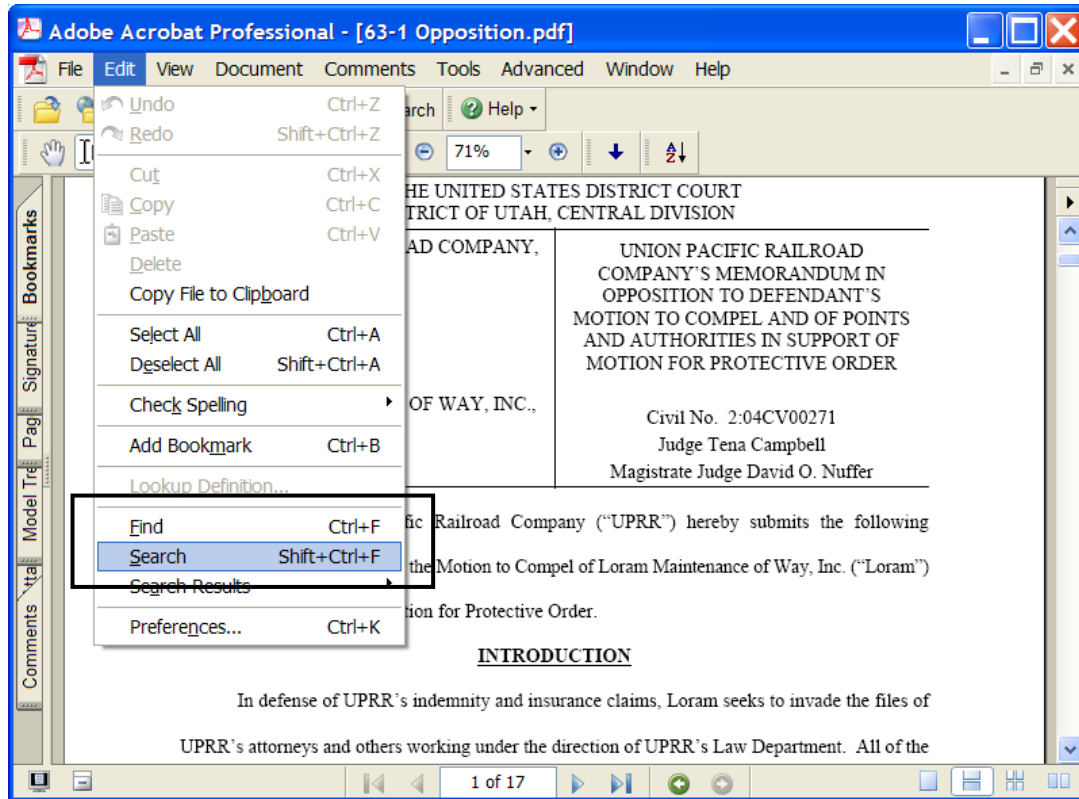 Adobe Acrobat Professional - [63-1 Opposition.pdf]
File Edit View Document Comments Tools Advanced Window Help
arch Help
71%
Undo Ctrl+Z
Redo Shift+Ctrl+Z
Cut Ctrl+X
Copy Ctrl+C
Paste Ctrl+V
Delete
Copy File to Clipboard
Select All Ctrl+A
Deselect All Shift+Ctrl+A
Check Spelling
Add Bookmark Ctrl+B
Lookup Definition...
Find Ctrl+F
Search Shift+Ctrl+F
Search Results
Preferences... Ctrl+K
Bookmarks
Signature
Pag
Model Tre
Atta
Comments
HE UNITED STATES DISTRICT COURT
TRICT OF UTAH, CENTRAL DIVISION
AD COMPANY,
OF WAY, INC.,
UNION PACIFIC RAILROAD
COMPANY'S MEMORANDUM IN
OPPOSITION TO DEFENDANT'S
MOTION TO COMPEL AND OF POINTS
AND AUTHORITIES IN SUPPORT OF
MOTION FOR PROTECTIVE ORDER
Civil No. 2:04CV00271
Judge Tena Campbell
Magistrate Judge David O. Nuffer
fic Railroad Company ("UPRR") hereby submits the following
the Motion to Compel of Loram Maintenance of Way, Inc. ("Loram")
tion for Protective Order.
INTRODUCTION
In defense of UPRR's indemnity and insurance claims, Loram seeks to invade the files of
UPRR's attorneys and others working under the direction of UPRR's Law Department. All of the
1 of 17